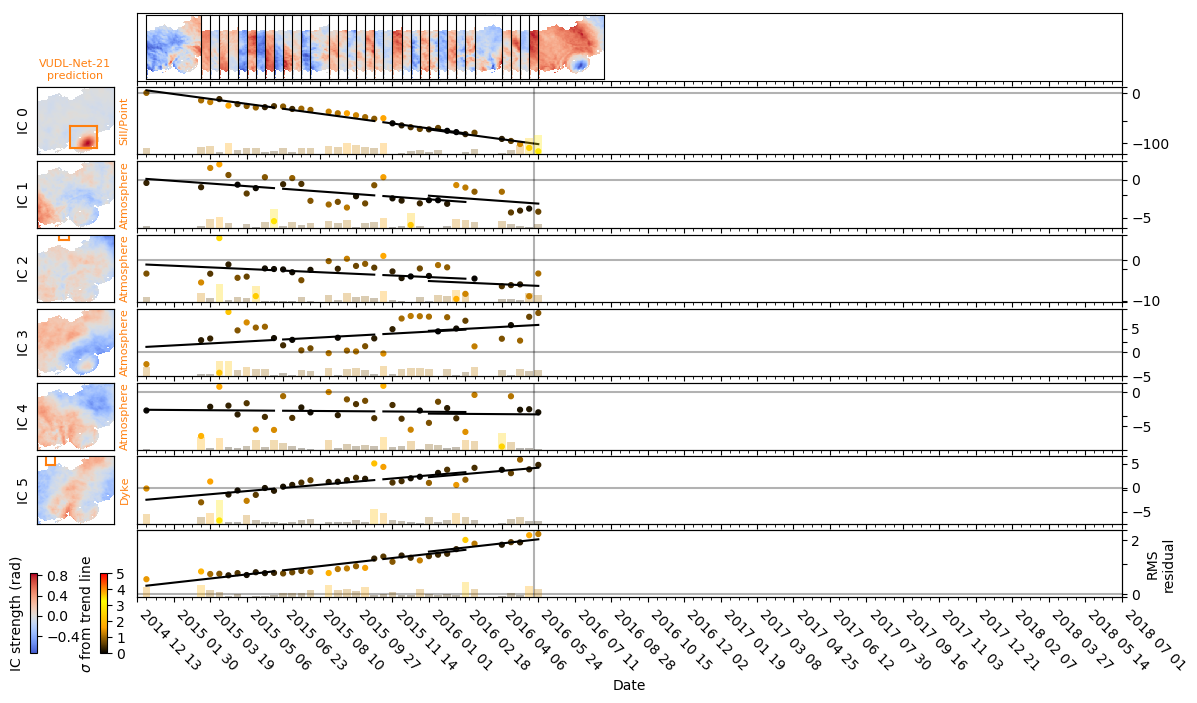 VUDL-Net-21
prediction
IC 0
Sill/Point
0
−100
IC 1
Atmosphere
0
−5
IC 2
Atmosphere
0
−10
IC 3
Atmosphere
5
0
−5
IC 4
Atmosphere
0
−5
IC 5
Dyke
5
0
−5
2
0
RMS
residual
IC strength (rad)
0.8
0.4
0.0
−0.4
σ from trend line
5
4
3
2
1
0
2014 12 13
2015 01 30
2015 03 19
2015 05 06
2015 06 23
2015 08 10
2015 09 27
2015 11 14
2016 01 01
2016 02 18
2016 04 06
2016 05 24
2016 07 11
2016 08 28
2016 10 15
2016 12 02
2017 01 19
2017 03 08
2017 04 25
2017 06 12
2017 07 30
2017 09 16
2017 11 03
2017 12 21
2018 02 07
2018 03 27
2018 05 14
2018 07 01
Date